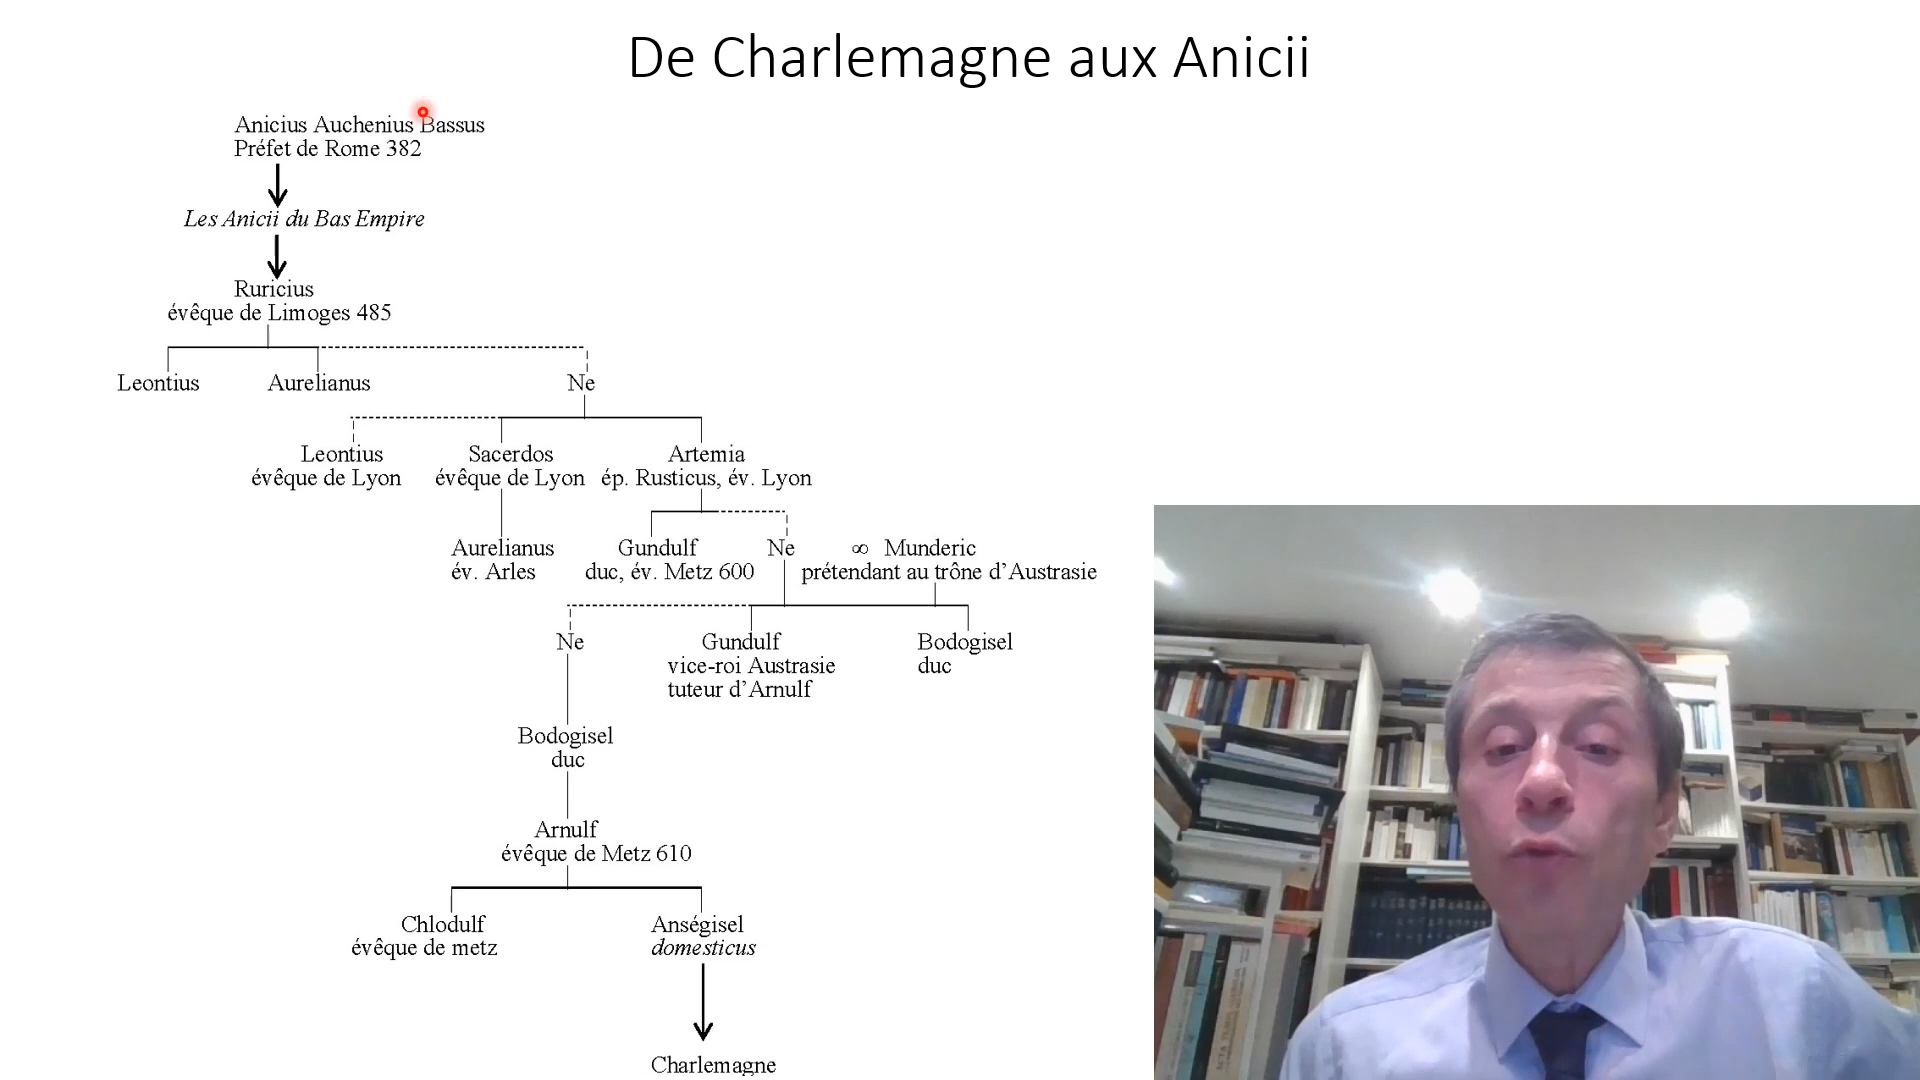 De Charlemagne aux Anicii
Anicius Auchenius Bassus
Préfet de Rome 382
Les Anicii du Bas Empire
Ruricius
évêque de Limoges 485
Leontius
Aurelianus
Ne
Leontius
évêque de Lyon
Sacerdos
évêque de Lyon
Artemia
ép. Rusticus, év. Lyon
Aurelianus
év. Arles
Gundulf
duc, év. Metz 600
Ne
∞ Munderic
prétendant au trône d’Austrasie
Ne
Gundulf
vice-roi Austrasie
tuteur d’Arnulf
Bodogisel
duc
Bodogisel
duc
Arnulf
évêque de Metz 610
Chlodulf
évêque de metz
Anségisel
domesticus
Charlemagne